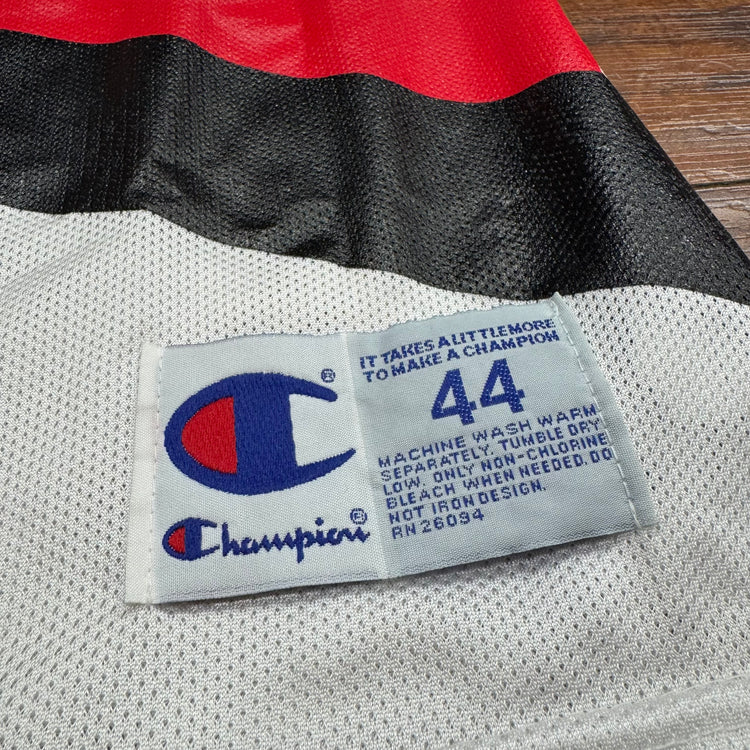 ®
Champion®
IT TAKES A LITTLE MORE
TO MAKE A CHAMPION
44
MACHINE WASH WARM
SEPARATELY. TUMBLE DRY
LOW. ONLY NON-CHLORINE
BLEACH WHEN NEEDED. DO
NOT IRON DESIGN.
RN 26094